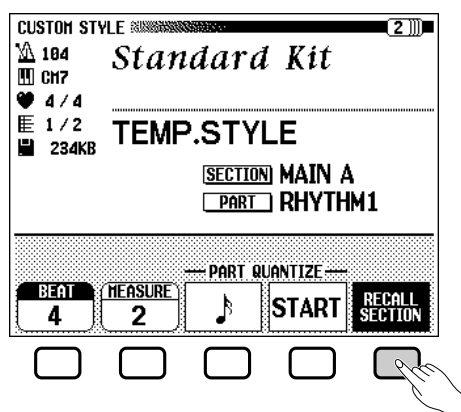 CUSTOM STYLE 2
104
CM7
4/4
1/2
234KB
Standard Kit
TEMP.STYLE
SECTION MAIN A
PART RHYTHM1
PART QUANTIZE
BEAT
4
MEASURE
2
START
RECALL
SECTION